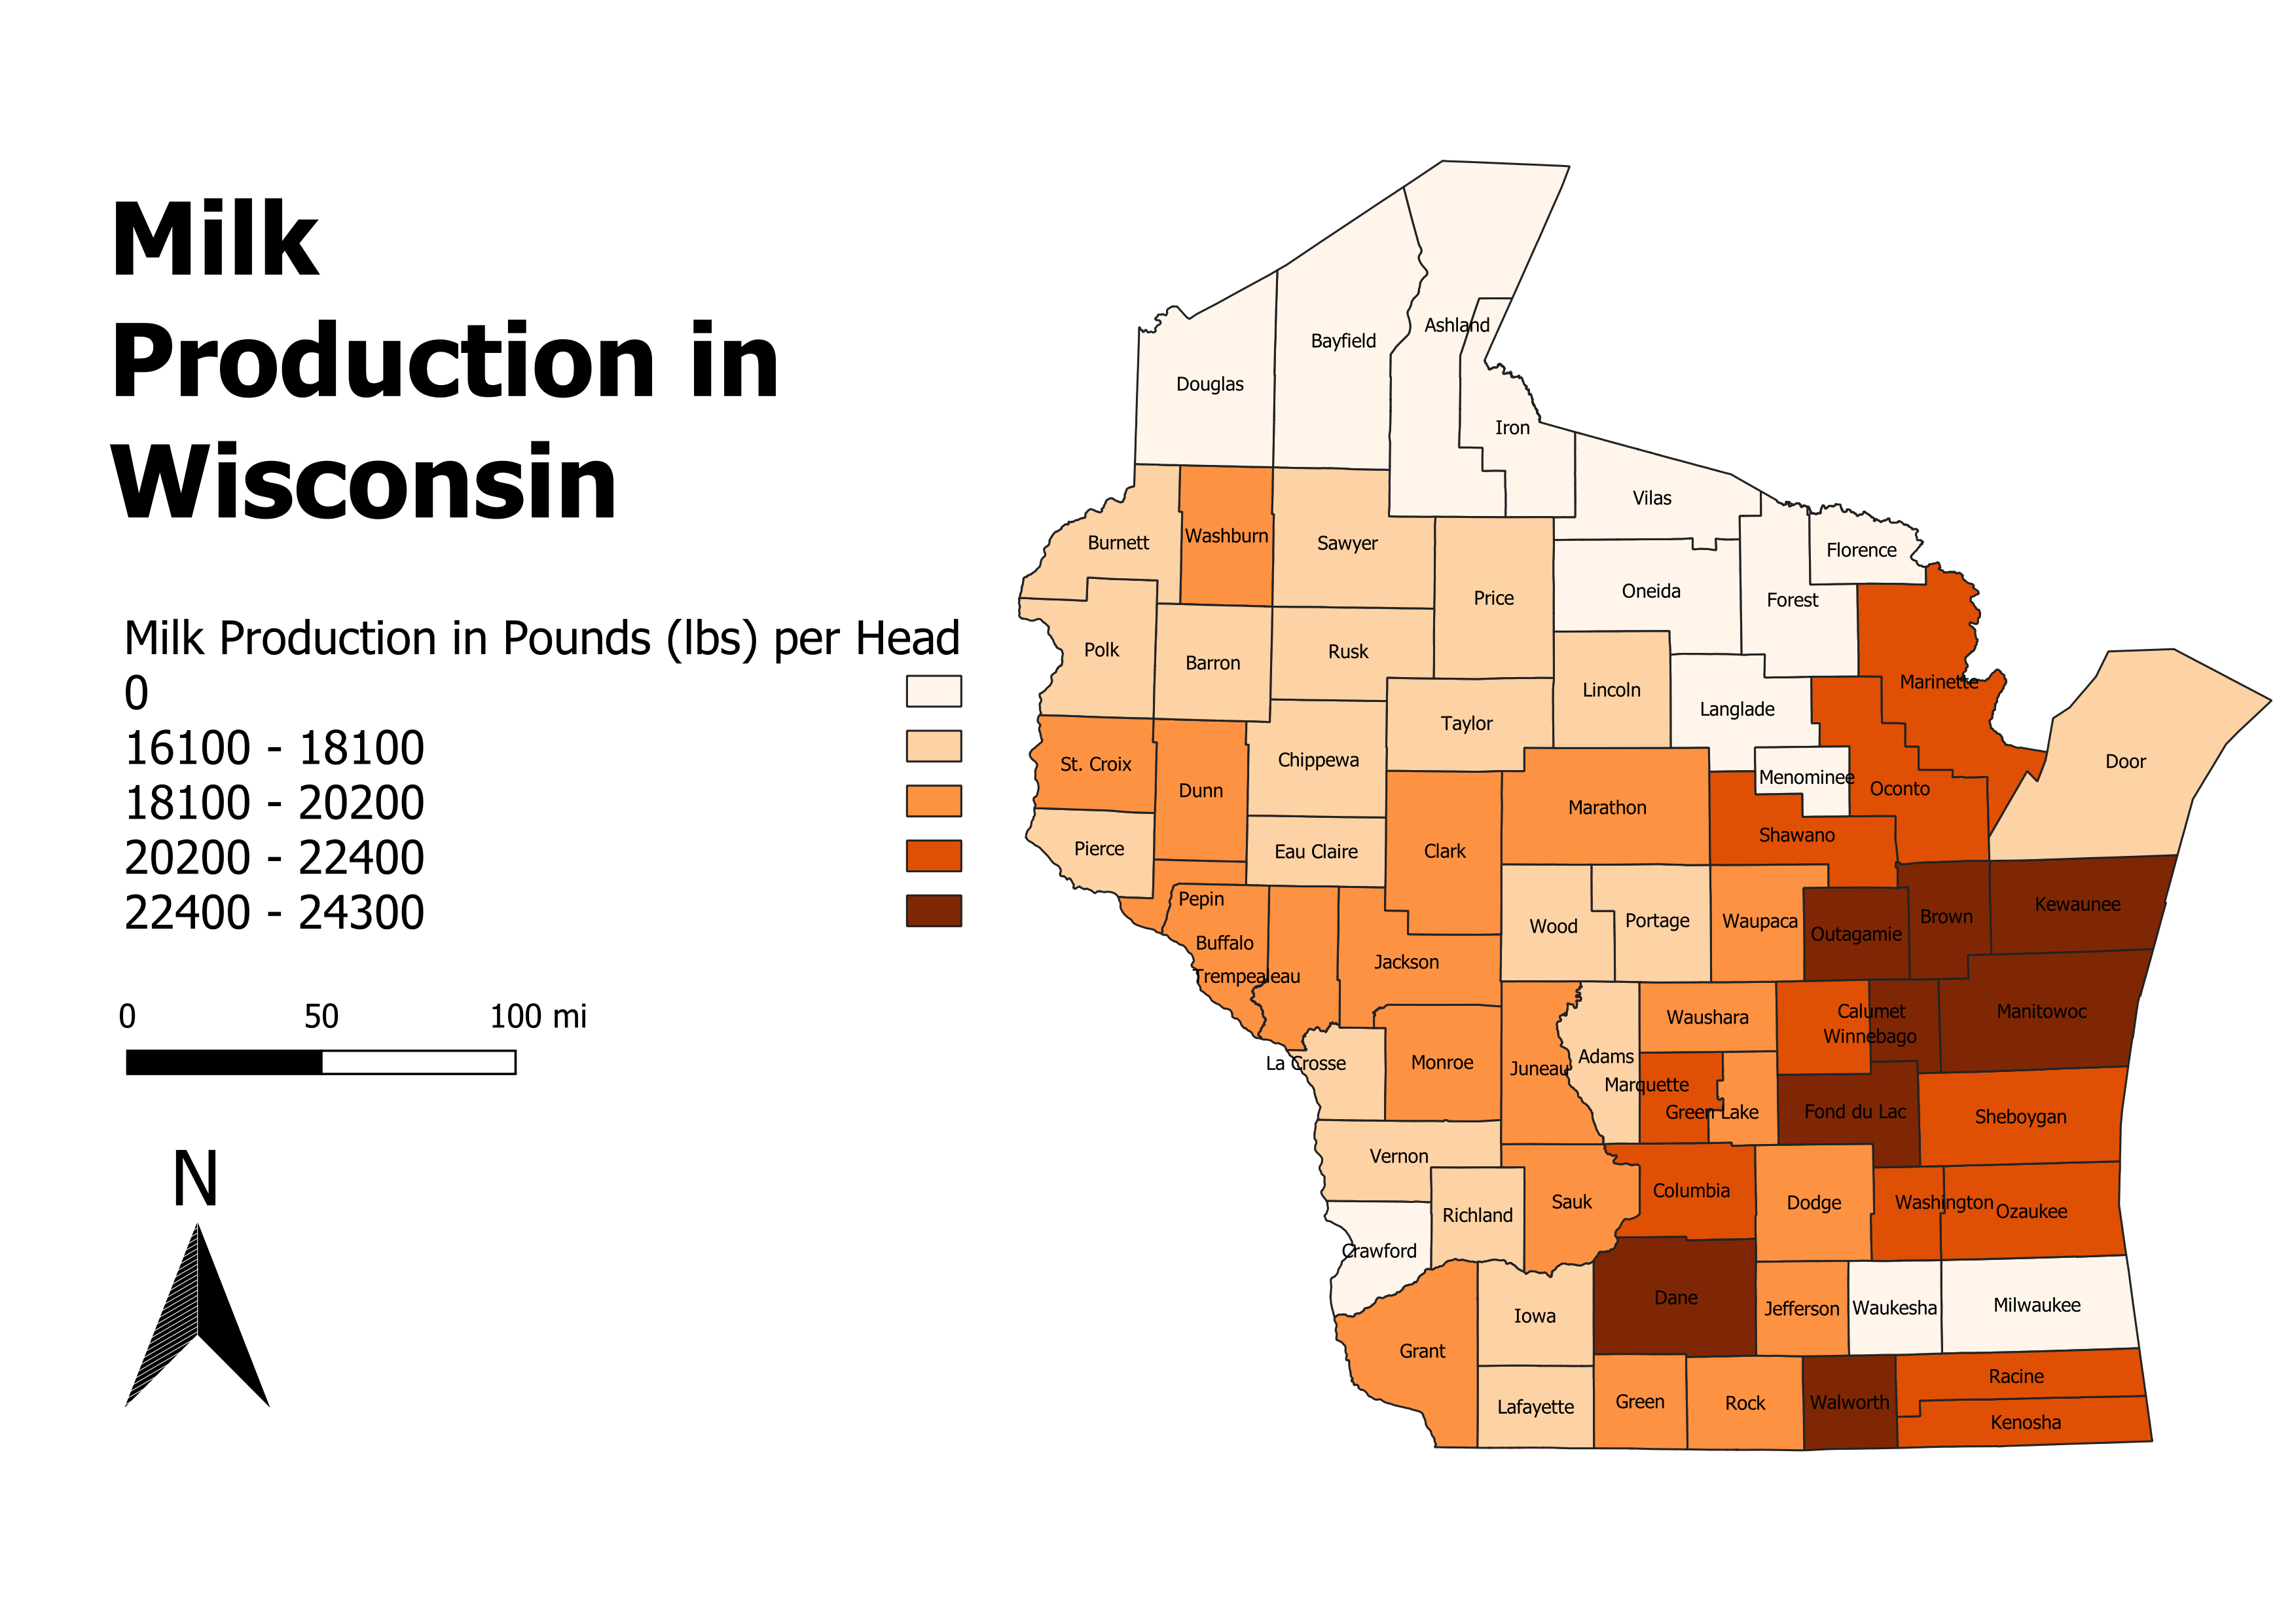 Milk
Production in
Wisconsin
Milk Production in Pounds (lbs) per Head
0
16100 - 18100
18100 - 20200
20200 - 22400
22400 - 24300
0 50 100 mi
N
Ashland
Bayfield
Douglas
Iron
Vilas
Washburn
Burnett
Sawyer
Florence
Oneida
Price
Forest
Polk
Rusk
Barron
Marinette
Lincoln
Langlade
Taylor
Door
Chippewa
St. Croix
Menominee
Dunn
Oconto
Marathon
Shawano
Pierce
Eau Claire
Clark
Pepin
Kewaunee
Brown
Portage
Waupaca
Wood
Outagamie
Buffalo
Jackson
Trempealeau
Calumet
Manitowoc
Waushara
Winnebago
Adams
La Crosse
Monroe
Juneau
Marquette
Green Lake
Fond du Lac
Sheboygan
Vernon
Columbia
Sauk
Dodge
Washington
Ozaukee
Richland
Crawford
Dane
Milwaukee
Waukesha
Jefferson
Iowa
Grant
Racine
Green
Walworth
Rock
Lafayette
Kenosha